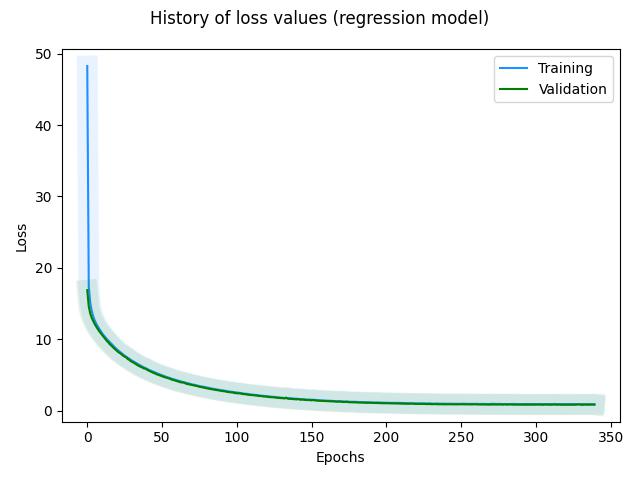 History of loss values (regression model)
50
40
30
20
10
0
Loss
Training
Validation
0 50 100 150 200 250 300 350
Epochs